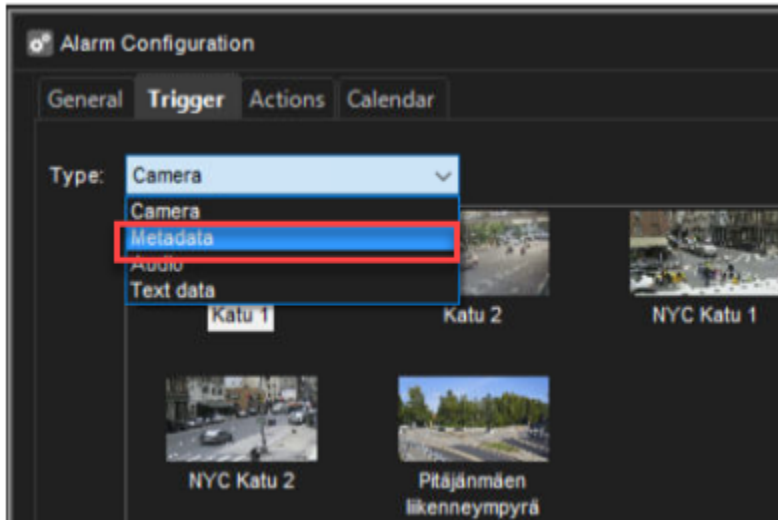 Alarm Configuration
General Trigger Actions Calendar
Type: Camera
Camera
Metadata
Audio
Text data
Katu 1 Katu 2 NYC Katu 1
NYC Katu 2 Pitäjänmäen
liikenneympyrä